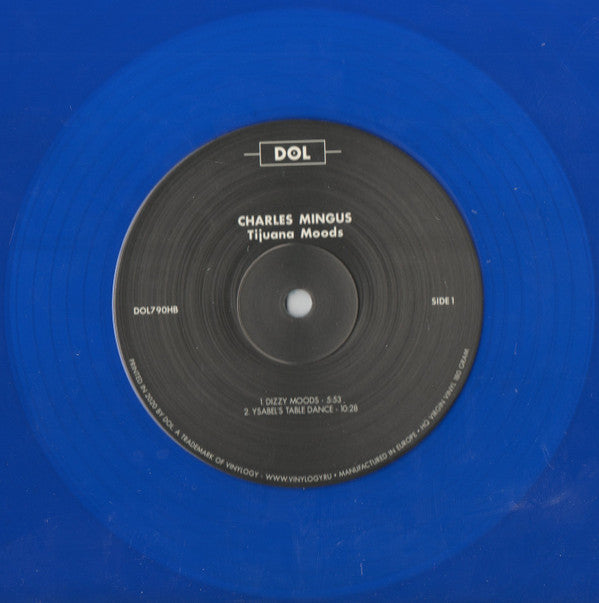 DOL
CHARLES MINGUS
Tijuana Moods
DOL790HB
SIDE 1
1 DIZZY MOODS - 5:53
2. YSABEL'S TABLE DANCE - 10:28
PRINTED IN 2020 BY DOL. A TRADEMARK OF VINYLOGY - WWW.VINYLOGY.RU • MANUFACTURED IN EUROPE • HQ VIRGIN VINYL 180 GRAM